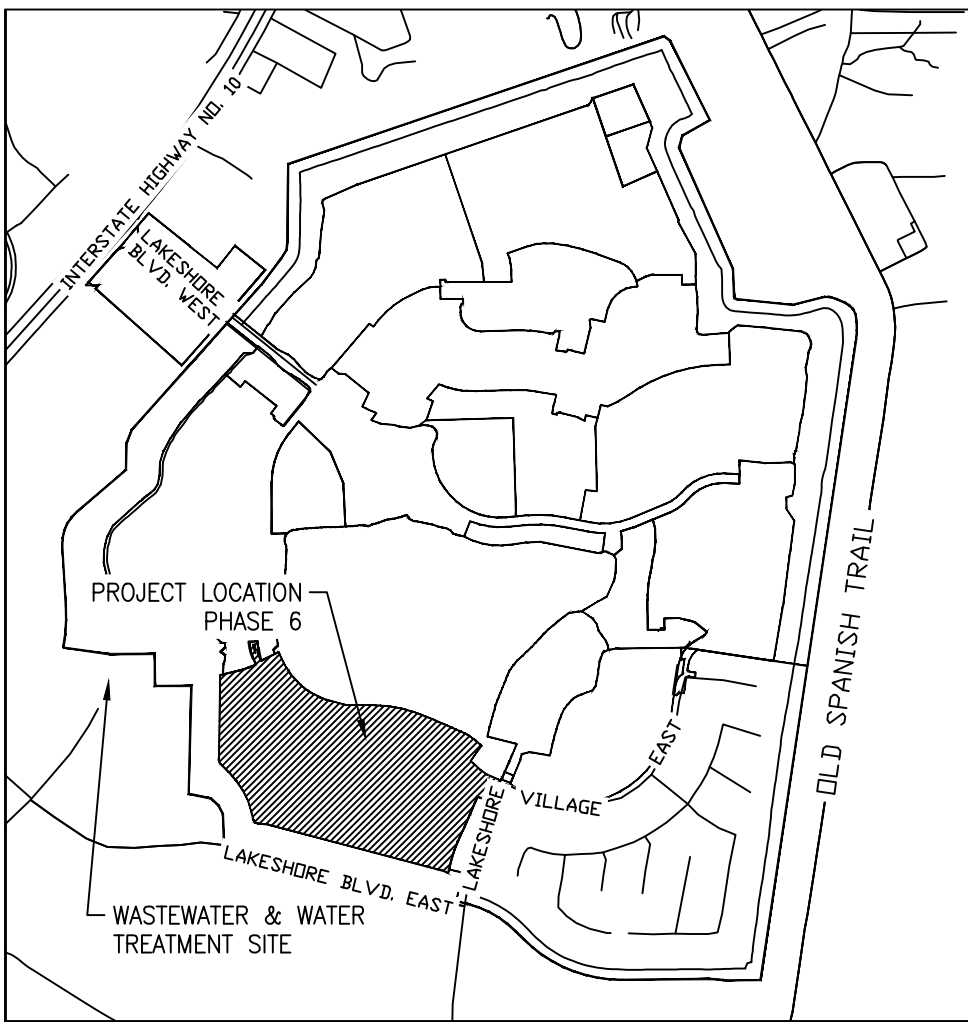 INTERSTATE HIGHWAY NO. 10
LAKESHORE
BLVD. WEST
PROJECT LOCATION
PHASE 6
OLD SPANISH TRAIL
EAST
VILLAGE
LAKESHORE
LAKESHORE BLVD. EAST
WASTEWATER & WATER
TREATMENT SITE